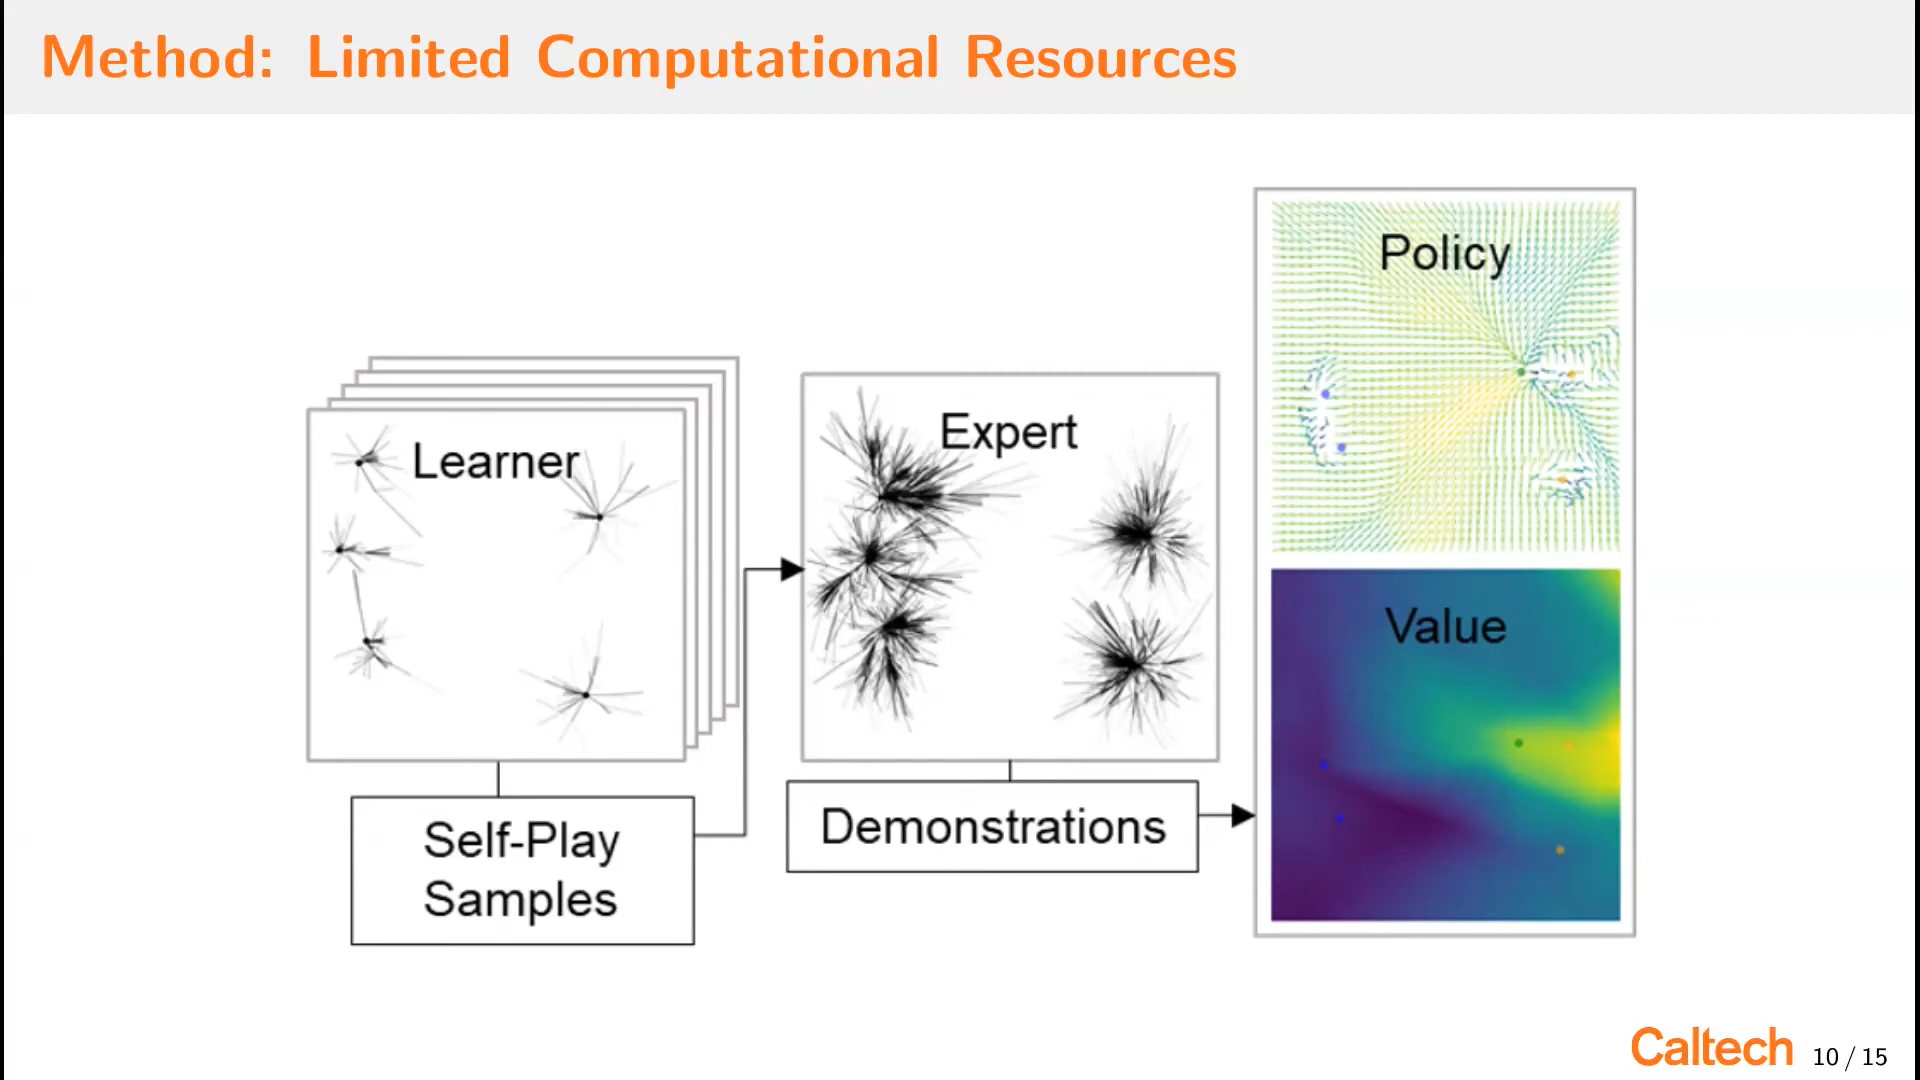 Method: Limited Computational Resources
Learner
Self-Play
Samples
Expert
Demonstrations
Policy
Value
Caltech
10 / 15